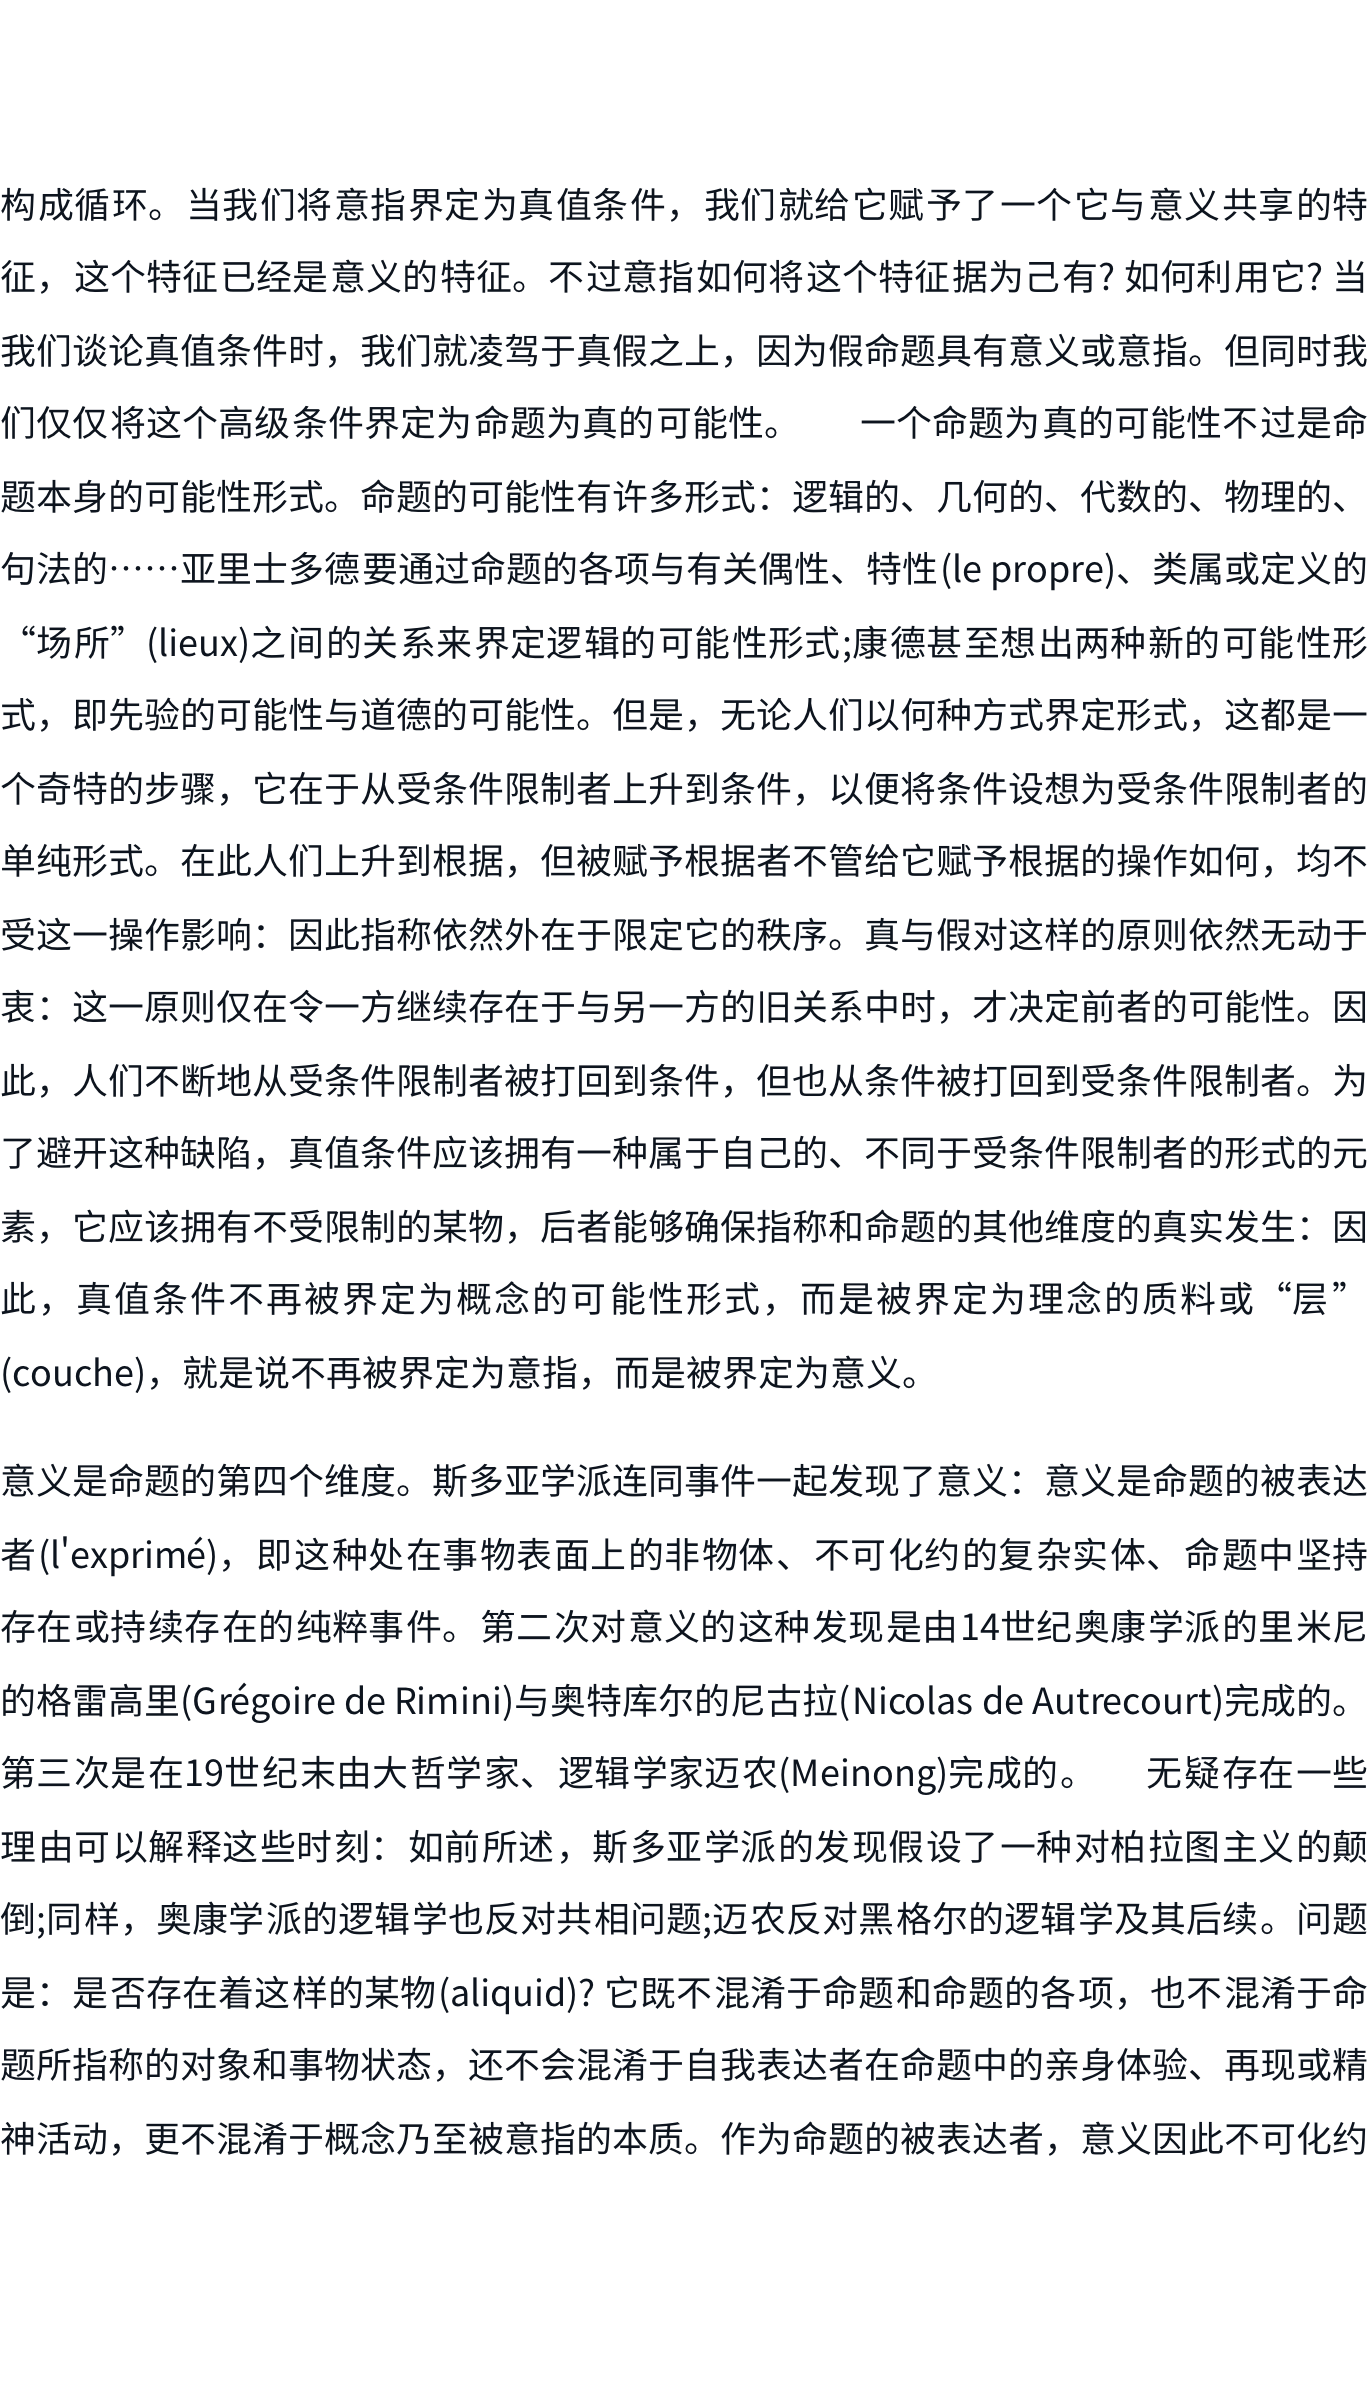 构成循环。当我们将意指界定为真值条件，我们就给它赋予了一个它与意义共享的特
征，这个特征已经是意义的特征。不过意指如何将这个特征据为己有? 如何利用它? 当
我们谈论真值条件时，我们就凌驾于真假之上，因为假命题具有意义或意指。但同时我
们仅仅将这个高级条件界定为命题为真的可能性。　　一个命题为真的可能性不过是命
题本身的可能性形式。命题的可能性有许多形式：逻辑的、几何的、代数的、物理的、
句法的……亚里士多德要通过命题的各项与有关偶性、特性(le propre)、类属或定义的
“场所”(lieux)之间的关系来界定逻辑的可能性形式;康德甚至想出两种新的可能性形
式，即先验的可能性与道德的可能性。但是，无论人们以何种方式界定形式，这都是一
个奇特的步骤，它在于从受条件限制者上升到条件，以便将条件设想为受条件限制者的
单纯形式。在此人们上升到根据，但被赋予根据者不管给它赋予根据的操作如何，均不
受这一操作影响：因此指称依然外在于限定它的秩序。真与假对这样的原则依然无动于
衷：这一原则仅在令一方继续存在于与另一方的旧关系中时，才决定前者的可能性。因
此，人们不断地从受条件限制者被打回到条件，但也从条件被打回到受条件限制者。为
了避开这种缺陷，真值条件应该拥有一种属于自己的、不同于受条件限制者的形式的元
素，它应该拥有不受限制的某物，后者能够确保指称和命题的其他维度的真实发生：因
此，真值条件不再被界定为概念的可能性形式，而是被界定为理念的质料或“层”
(couche)，就是说不再被界定为意指，而是被界定为意义。
意义是命题的第四个维度。斯多亚学派连同事件一起发现了意义：意义是命题的被表达
者(l'exprimé)，即这种处在事物表面上的非物体、不可化约的复杂实体、命题中坚持
存在或持续存在的纯粹事件。第二次对意义的这种发现是由14世纪奥康学派的里米尼
的格雷高里(Grégoire de Rimini)与奥特库尔的尼古拉(Nicolas de Autrecourt)完成的。
第三次是在19世纪末由大哲学家、逻辑学家迈农(Meinong)完成的。　　无疑存在一些
理由可以解释这些时刻：如前所述，斯多亚学派的发现假设了一种对柏拉图主义的颠
倒;同样，奥康学派的逻辑学也反对共相问题;迈农反对黑格尔的逻辑学及其后续。问题
是：是否存在着这样的某物(aliquid)? 它既不混淆于命题和命题的各项，也不混淆于命
题所指称的对象和事物状态，还不会混淆于自我表达者在命题中的亲身体验、再现或精
神活动，更不混淆于概念乃至被意指的本质。作为命题的被表达者，意义因此不可化约